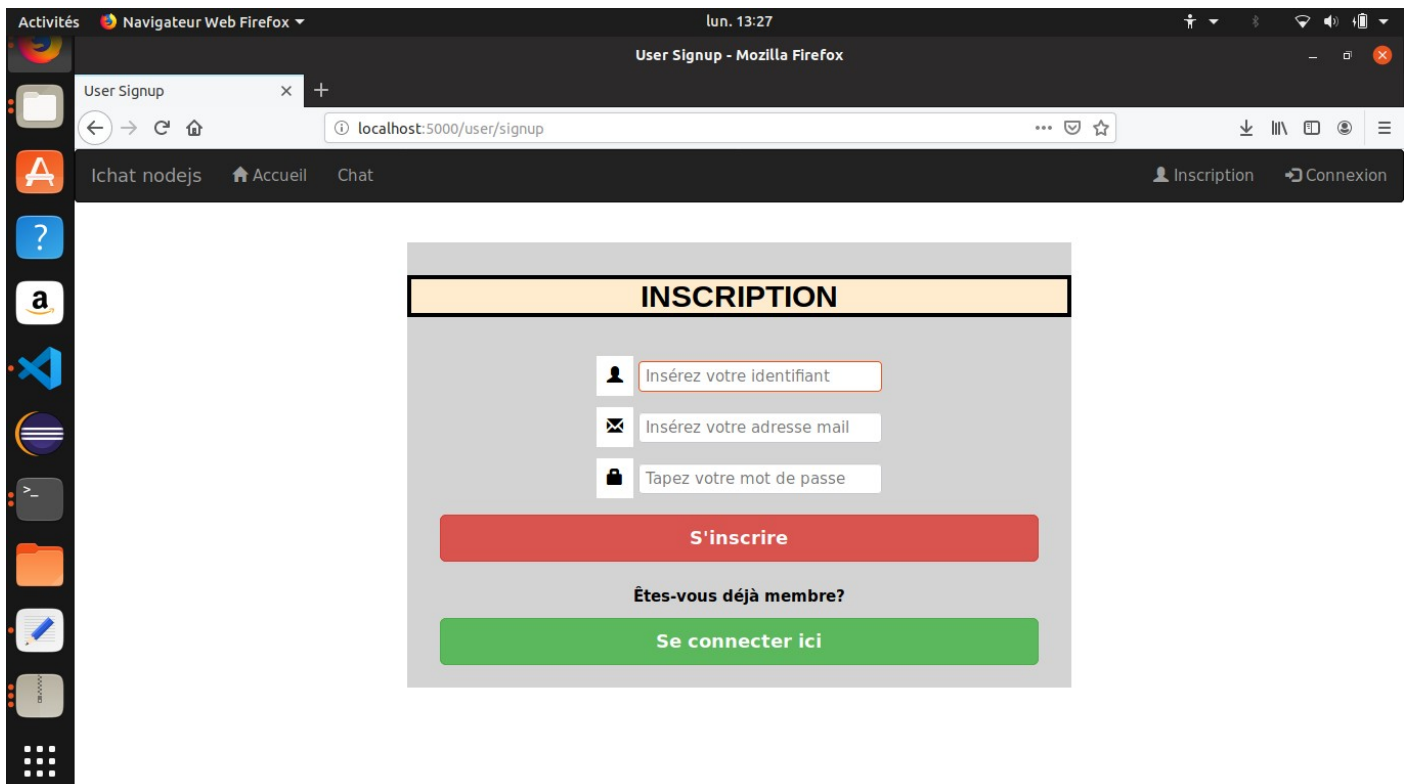 Activités Navigateur Web Firefox lun. 13:27
User Signup - Mozilla Firefox
User Signup
localhost:5000/user/signup
Ichat nodejs Accueil Chat Inscription Connexion
INSCRIPTION
Insérez votre identifiant
Insérez votre adresse mail
Tapez votre mot de passe
S'inscrire
Êtes-vous déjà membre?
Se connecter ici